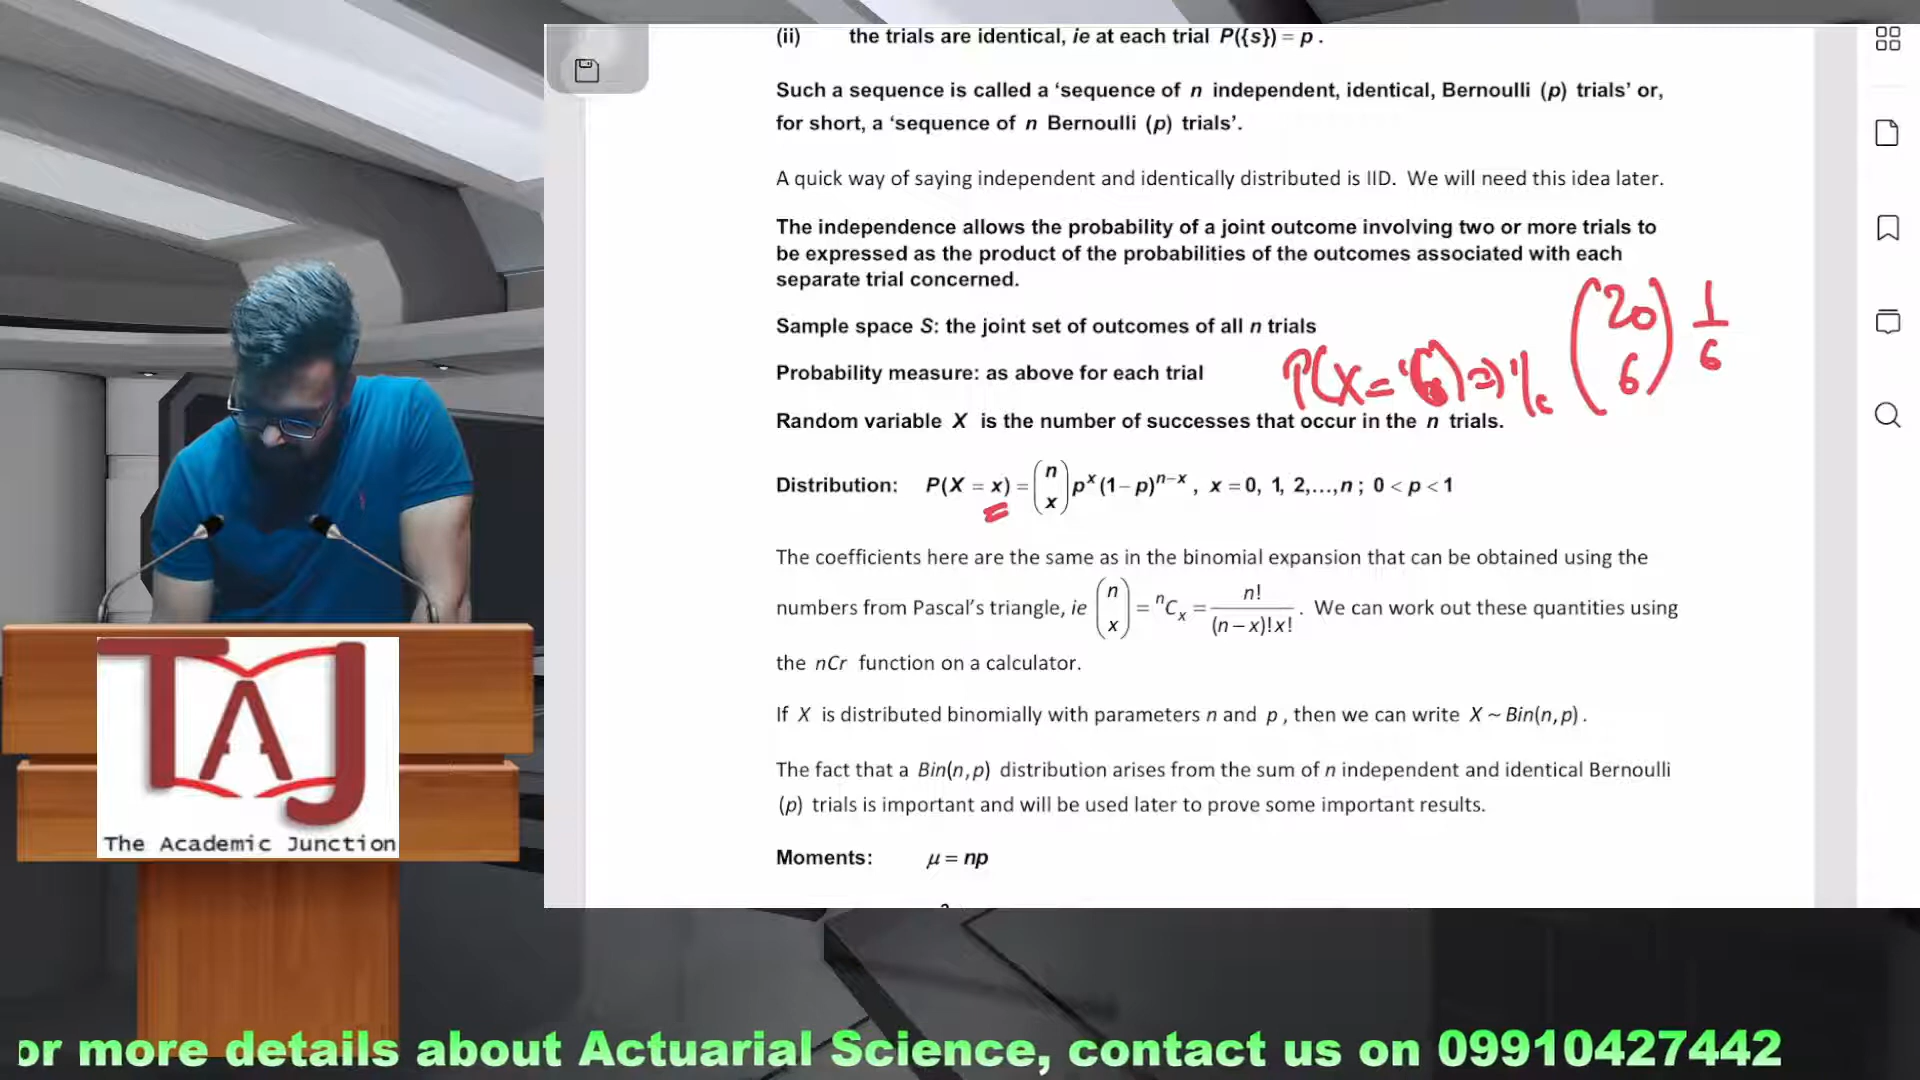 (ii) the trials are identical, ie at each trial P({s}) = p .
Such a sequence is called a ‘sequence of n independent, identical, Bernoulli (p) trials’ or,
for short, a ‘sequence of n Bernoulli (p) trials’.
A quick way of saying independent and identically distributed is IID. We will need this idea later.
The independence allows the probability of a joint outcome involving two or more trials to
be expressed as the product of the probabilities of the outcomes associated with each
separate trial concerned.
Sample space S: the joint set of outcomes of all n trials
(20 6) 1/6
Probability measure: as above for each trial
P(X=
Random variable X is the number of successes that occur in the n trials.
Distribution: P(X = x) = (n x) p^x (1 − p)^{n−x} , x = 0, 1, 2,…,n ; 0 < p < 1
The coefficients here are the same as in the binomial expansion that can be obtained using the
numbers from Pascal’s triangle, ie (n x) = ⁿCₓ = n! / (n − x)! x! . We can work out these quantities using
the nCr function on a calculator.
If X is distributed binomially with parameters n and p , then we can write X ~ Bin(n, p) .
The fact that a Bin(n, p) distribution arises from the sum of n independent and identical Bernoulli
(p) trials is important and will be used later to prove some important results.
Moments: μ = np
TAJ
The Academic Junction
or more details about Actuarial Science, contact us on 09910427442